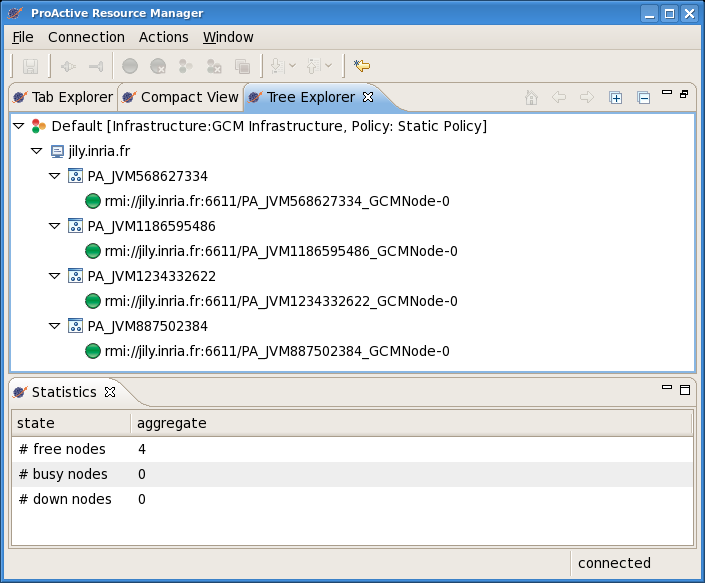 ProActive Resource Manager
File Connection Actions Window
Tab Explorer Compact View Tree Explorer
Default [Infrastructure:GCM Infrastructure, Policy: Static Policy]
jily.inria.fr
PA_JVM568627334
rmi://jily.inria.fr:6611/PA_JVM568627334_GCMNode-0
PA_JVM1186595486
rmi://jily.inria.fr:6611/PA_JVM1186595486_GCMNode-0
PA_JVM1234332622
rmi://jily.inria.fr:6611/PA_JVM1234332622_GCMNode-0
PA_JVM887502384
rmi://jily.inria.fr:6611/PA_JVM887502384_GCMNode-0
Statistics
state aggregate
# free nodes 4
# busy nodes 0
# down nodes 0
connected